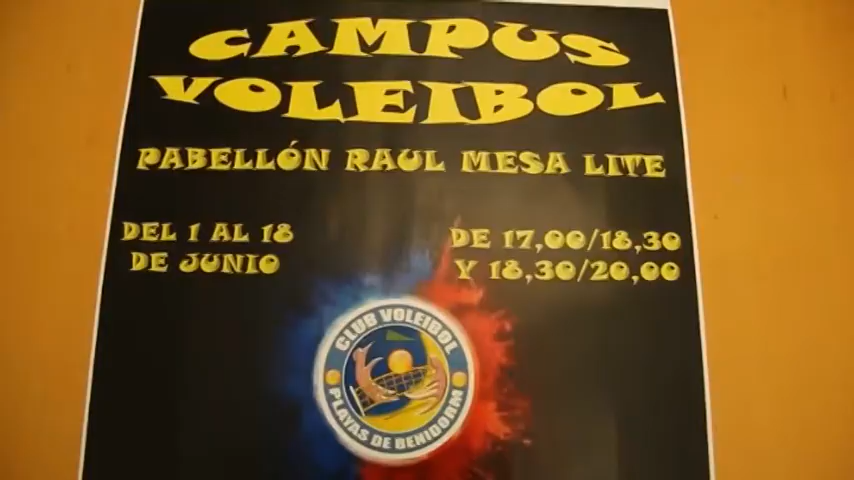 CAMPUS
VOLEIBOL
PABELLÓN RAUL MESA LITE
DEL 1 AL 18
DE JUNIO
DE 17,00/18,30
Y 18,30/20,00
CLUB VOLEIBOL
PLAYAS DE BENIDORM